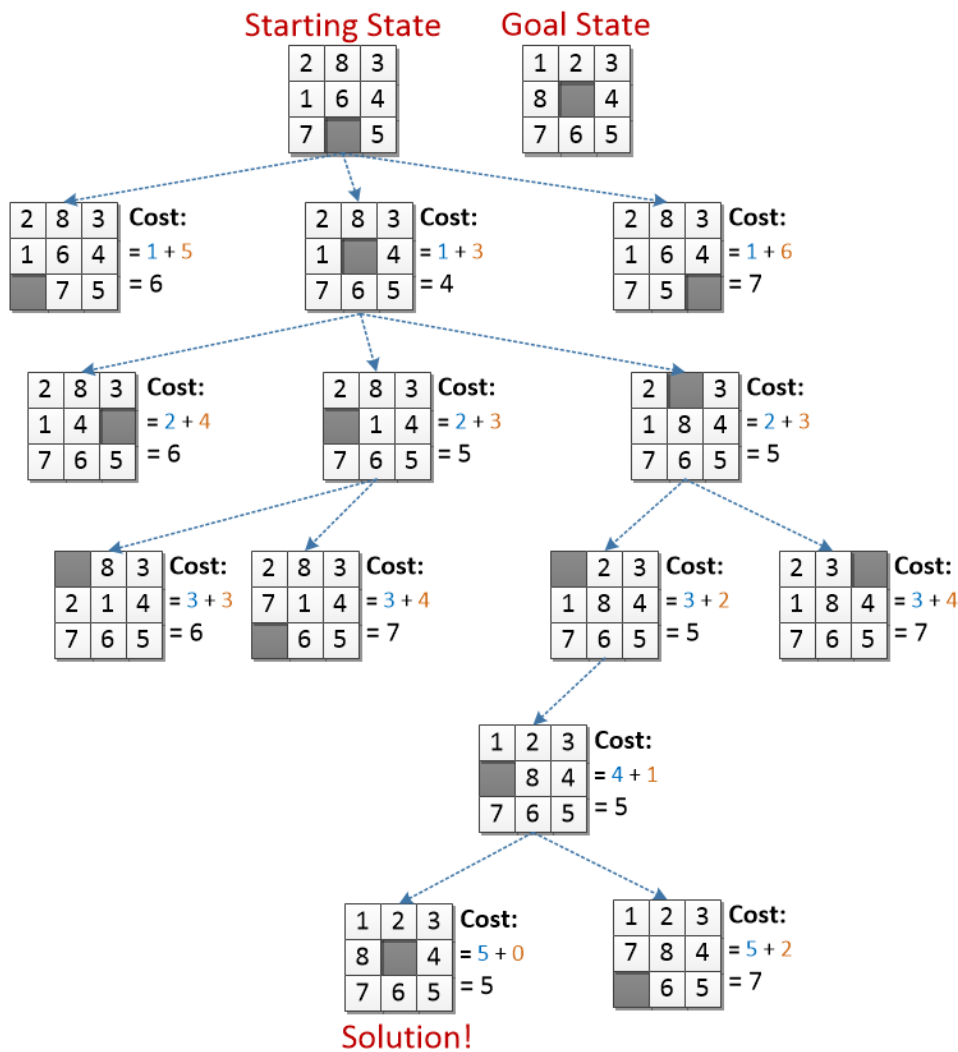 Starting State Goal State
2 8 3 1 2 3
1 6 4 8 4
7 5 7 6 5
2 8 3 Cost: 2 8 3 Cost: 2 8 3 Cost:
1 6 4 = 1 + 5 1 4 = 1 + 3 1 6 4 = 1 + 6
7 5 = 6 7 6 5 = 4 7 5 = 7
2 8 3 Cost: 2 8 3 Cost: 2 3 Cost:
1 4 = 2 + 4 1 4 = 2 + 3 1 8 4 = 2 + 3
7 6 5 = 6 7 6 5 = 5 7 6 5 = 5
8 3 Cost: 2 8 3 Cost: 2 3 Cost: 2 3 Cost:
2 1 4 = 3 + 3 7 1 4 = 3 + 4 1 8 4 = 3 + 2 1 8 4 = 3 + 4
7 6 5 = 6 6 5 = 7 7 6 5 = 5 7 6 5 = 7
1 2 3 Cost:
8 4 = 4 + 1
7 6 5 = 5
1 2 3 Cost: 1 2 3 Cost:
8 4 = 5 + 0 7 8 4 = 5 + 2
7 6 5 = 5 6 5 = 7
Solution!